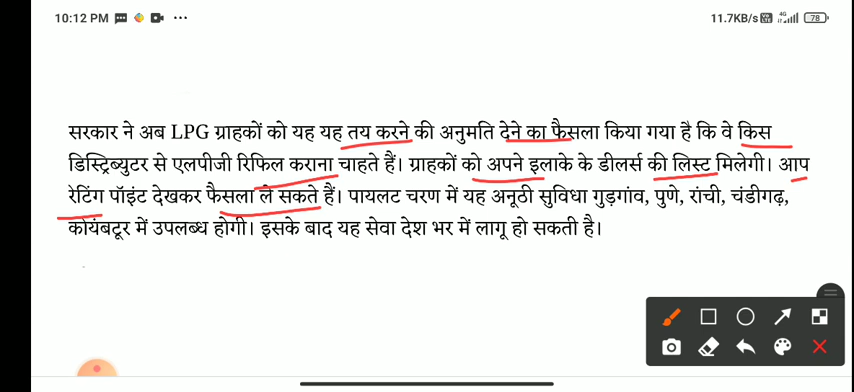 10:12 PM ... 11.7KB/s 4G 78
सरकार ने अब LPG ग्राहकों को यह यह तय करने की अनुमति देने का फैसला किया गया है कि वे किस
डिस्ट्रिब्युटर से एलपीजी रिफिल कराना चाहते हैं। ग्राहकों को अपने इलाके के डीलर्स की लिस्ट मिलेगी। आप
रेटिंग पॉइंट देखकर फैसला ले सकते हैं। पायलट चरण में यह अनूठी सुविधा गुड़गांव, पुणे, रांची, चंडीगढ़,
कोयंबटूर में उपलब्ध होगी। इसके बाद यह सेवा देश भर में लागू हो सकती है।